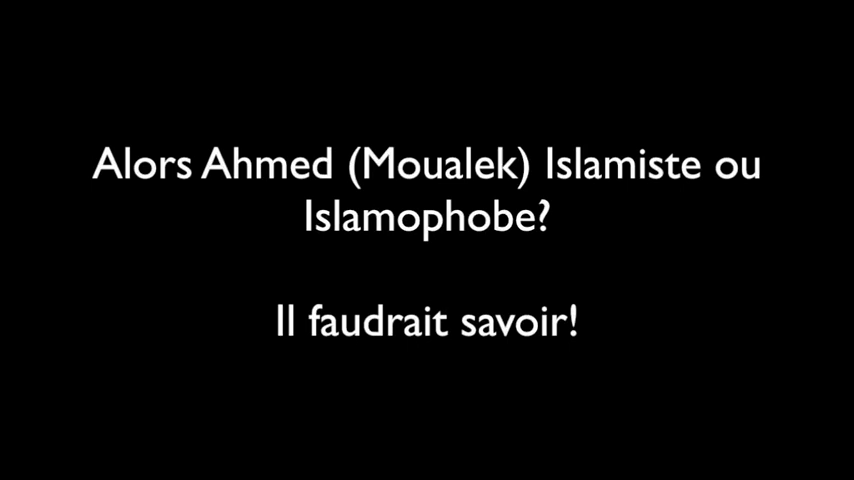 Alors Ahmed (Moualek) Islamiste ou
Islamophobe?
Il faudrait savoir!